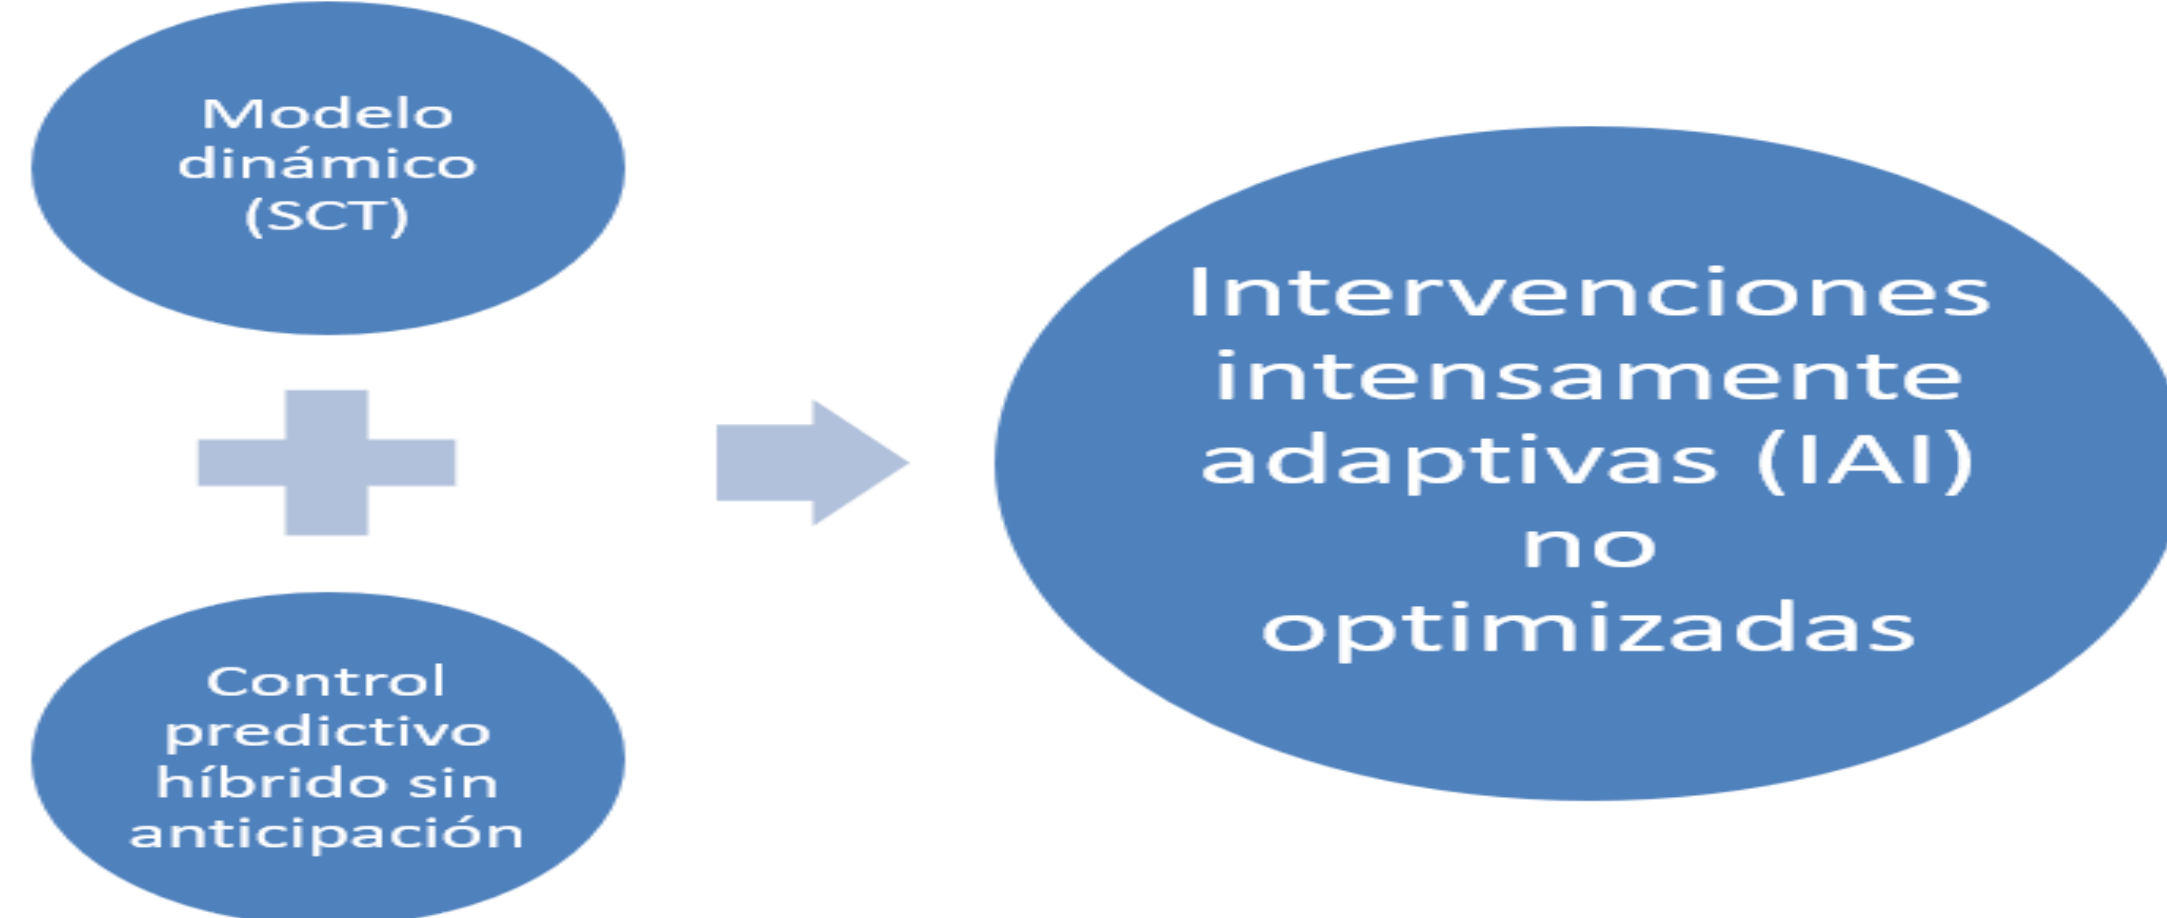 Modelo
dinámico
(SCT)
Control
predictivo
híbrido sin
anticipación
Intervenciones
intensamente
adaptivas (IAI)
no
optimizadas